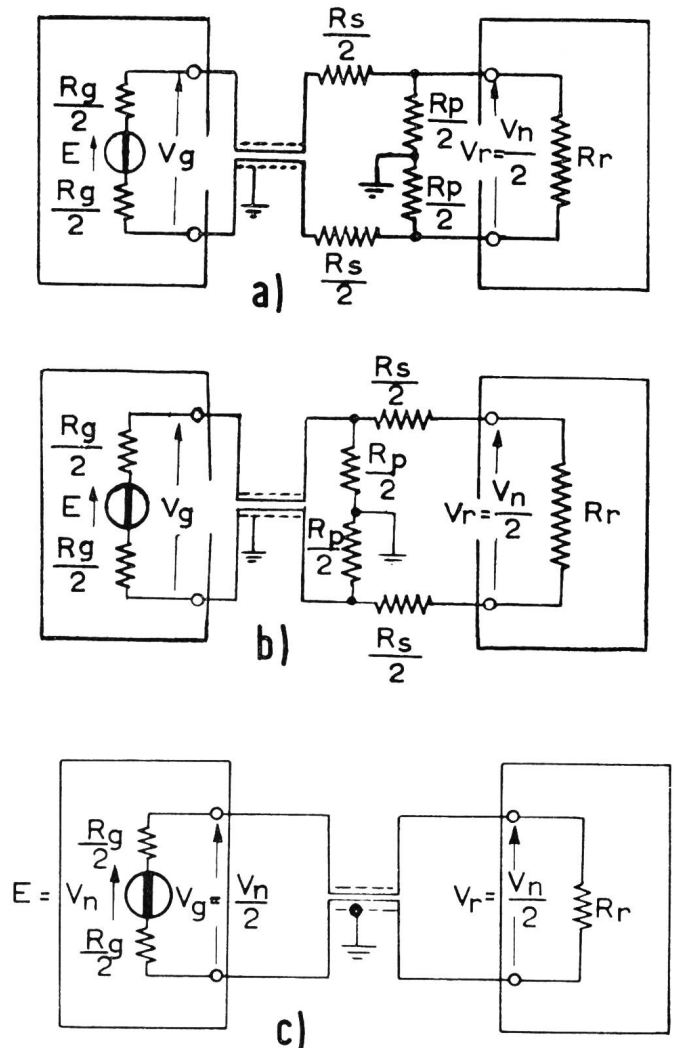 Rs/2
Rg/2
E
Rg/2
Vg
Rp/2
Rp/2
Vr=Vn/2
Rr
Rs/2
a)
Rs/2
Rg/2
E
Rg/2
Vg
Rp/2
Rp/2
Vr=Vn/2
Rr
Rs/2
b)
Rg/2
E = Vn
Rg/2
Vg=Vn/2
Vr=Vn/2
Rr
c)